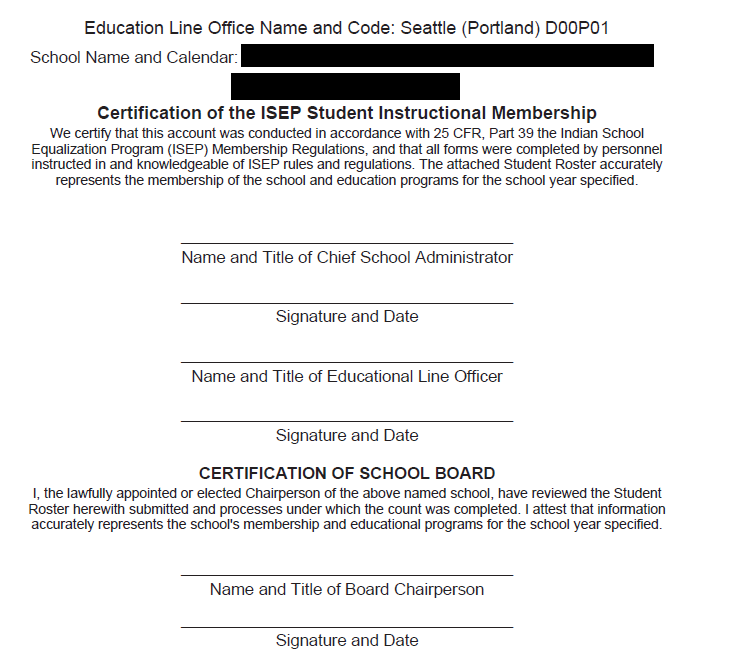 Education Line Office Name and Code: Seattle (Portland) D00P01
School Name and Calendar:
Certification of the ISEP Student Instructional Membership
We certify that this account was conducted in accordance with 25 CFR, Part 39 the Indian School
Equalization Program (ISEP) Membership Regulations, and that all forms were completed by personnel
instructed in and knowledgeable of ISEP rules and regulations. The attached Student Roster accurately
represents the membership of the school and education programs for the school year specified.
Name and Title of Chief School Administrator
Signature and Date
Name and Title of Educational Line Officer
Signature and Date
CERTIFICATION OF SCHOOL BOARD
I, the lawfully appointed or elected Chairperson of the above named school, have reviewed the Student
Roster herewith submitted and processes under which the count was completed. I attest that information
accurately represents the school's membership and educational programs for the school year specified.
Name and Title of Board Chairperson
Signature and Date